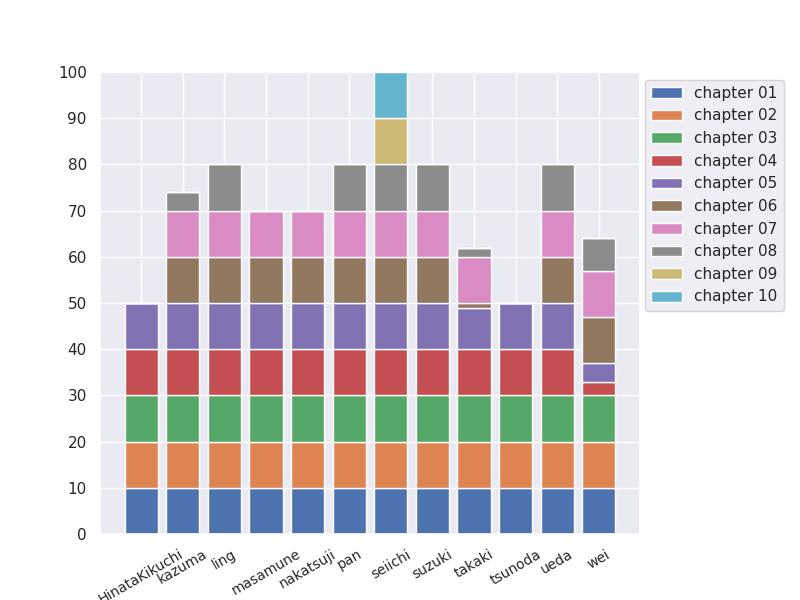 100
90
80
70
60
50
40
30
20
10
0
HinataKikuchi
kazuma
ling
masamune
nakatsuji
pan
seiichi
suzuki
takaki
tsunoda
ueda
wei
chapter 01
chapter 02
chapter 03
chapter 04
chapter 05
chapter 06
chapter 07
chapter 08
chapter 09
chapter 10